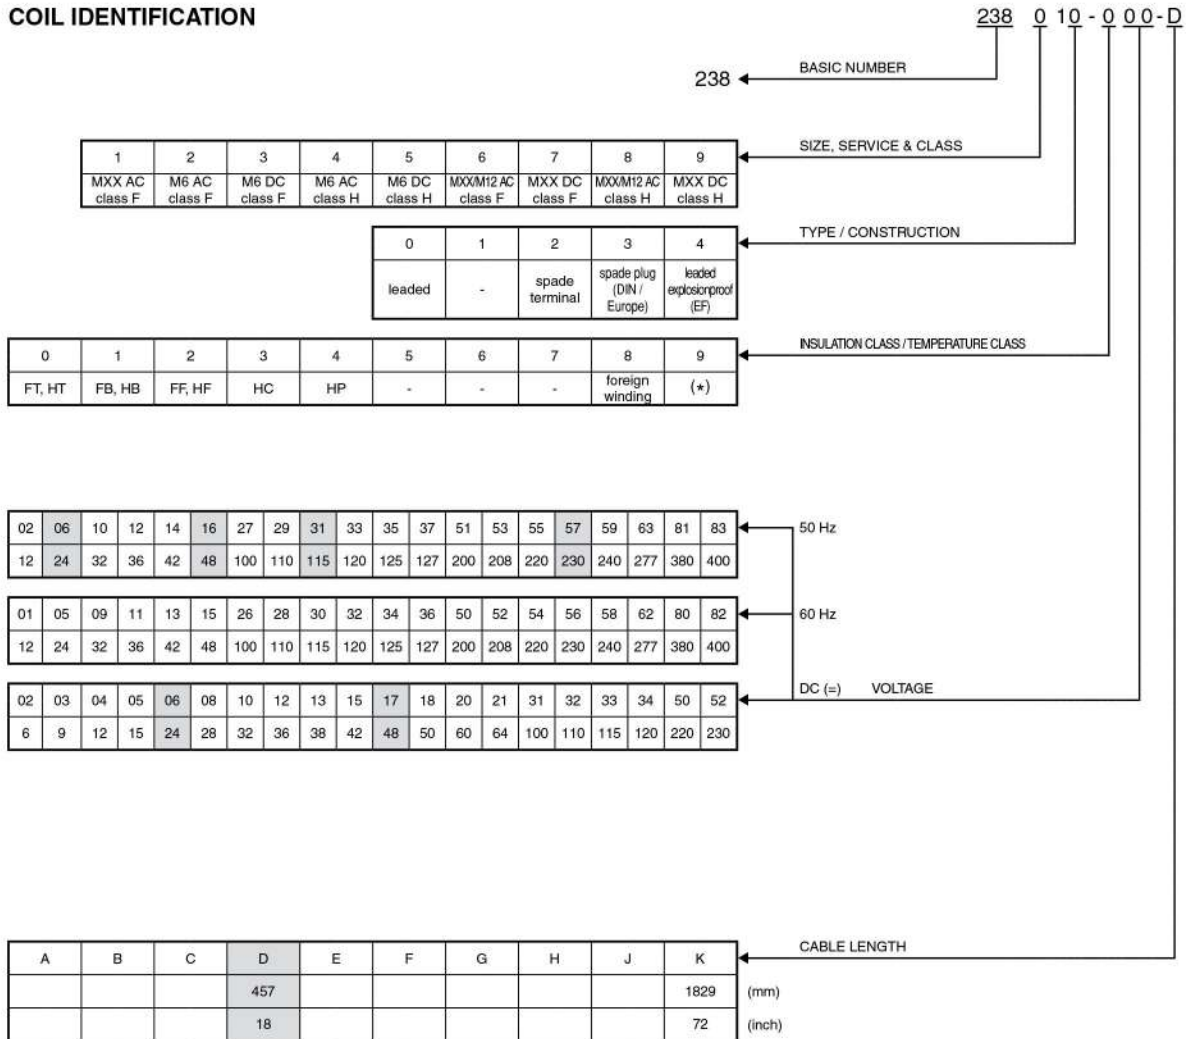 COIL IDENTIFICATION
238 0 10 - 0 00-D
238 BASIC NUMBER
SIZE, SERVICE & CLASS
1 2 3 4 5 6 7 8 9
MXX AC class F M6 AC class F M6 DC class F M6 AC class H M6 DC class H MXX/M12 AC class F MXX DC class F MXX/M12 AC class H MXX DC class H
TYPE / CONSTRUCTION
0 1 2 3 4
leaded - spade terminal spade plug (DIN / Europe) leaded explosionproof (EF)
INSULATION CLASS / TEMPERATURE CLASS
0 1 2 3 4 5 6 7 8 9
FT, HT FB, HB FF, HF HC HP - - - foreign winding (*)
02 06 10 12 14 16 27 29 31 33 35 37 51 53 55 57 59 63 81 83 50 Hz
12 24 32 36 42 48 100 110 115 120 125 127 200 208 220 230 240 277 380 400
01 05 09 11 13 15 26 28 30 32 34 36 50 52 54 56 58 62 80 82 60 Hz
12 24 32 36 42 48 100 110 115 120 125 127 200 208 220 230 240 277 380 400
02 03 04 05 06 08 10 12 13 15 17 18 20 21 31 32 33 34 50 52 DC (=) VOLTAGE
6 9 12 15 24 28 32 36 38 42 48 50 60 64 100 110 115 120 220 230
A B C D E F G H J K CABLE LENGTH
457 1829 (mm)
18 72 (inch)